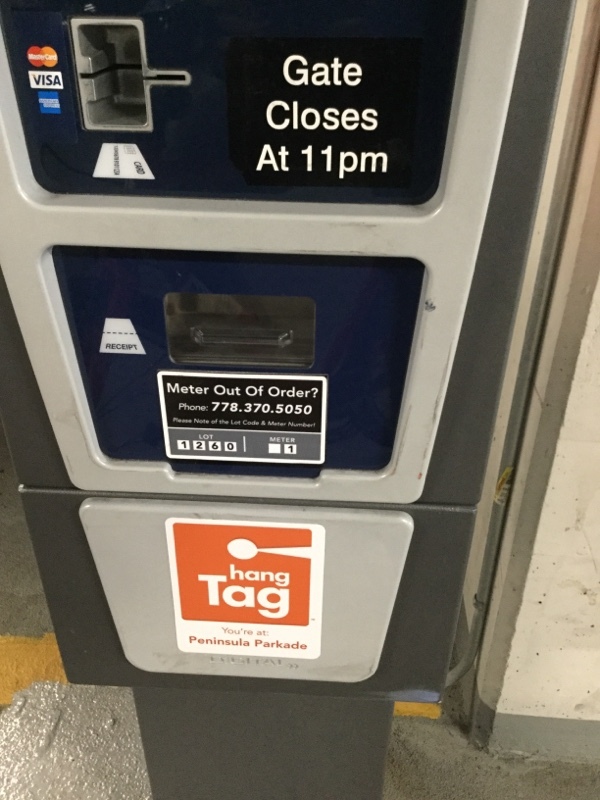 MasterCard
VISA
Gate
Closes
At 11pm
CARD
RECEIPT
Meter Out Of Order?
Phone: 778.370.5050
Please Note of the Lot Code & Meter Number!
LOT
METER
1260
1
hang
Tag
You're at:
Peninsula Parkade